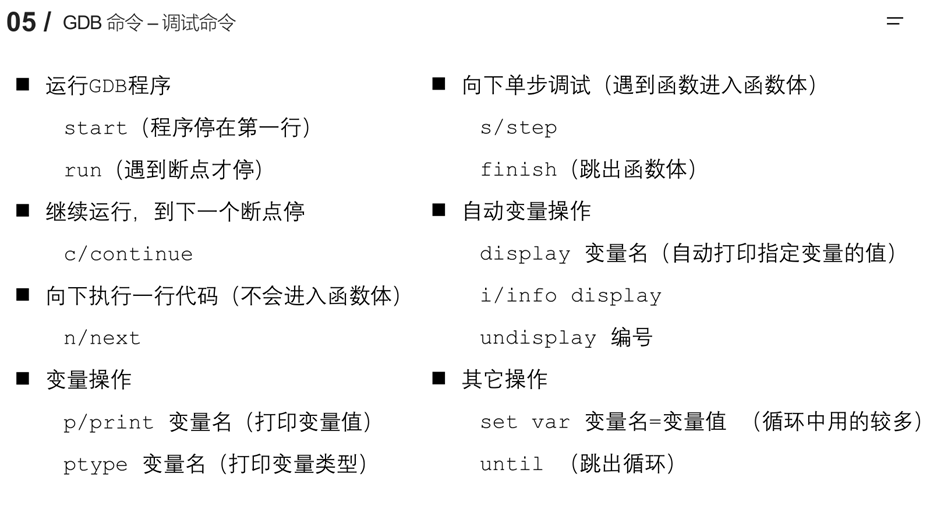 05 / GDB 命令 – 调试命令
■ 运行GDB程序
start（程序停在第一行）
run（遇到断点才停）
■ 继续运行，到下一个断点停
c/continue
■ 向下执行一行代码（不会进入函数体）
n/next
■ 变量操作
p/print 变量名（打印变量值）
ptype 变量名（打印变量类型）
■ 向下单步调试（遇到函数进入函数体）
s/step
finish（跳出函数体）
■ 自动变量操作
display 变量名（自动打印指定变量的值）
i/info display
undisplay 编号
■ 其它操作
set var 变量名=变量值 （循环中用的较多）
until （跳出循环）